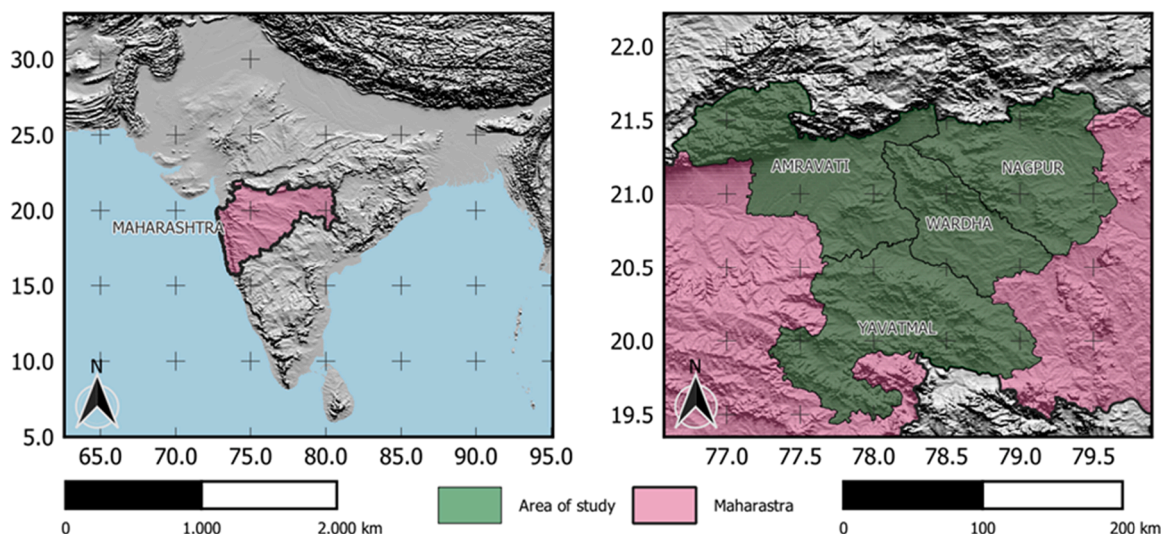 30.0
25.0
20.0
15.0
10.0
5.0
MAHARASHTRA
N
65.0 70.0 75.0 80.0 85.0 90.0 95.0
0 1,000 2,000 km
22.0
21.5
21.0
20.5
20.0
19.5
AMRAVATI
NAGPUR
WARDHA
YAVATMAL
N
77.0 77.5 78.0 78.5 79.0 79.5
Area of study
Maharastra
0 100 200 km